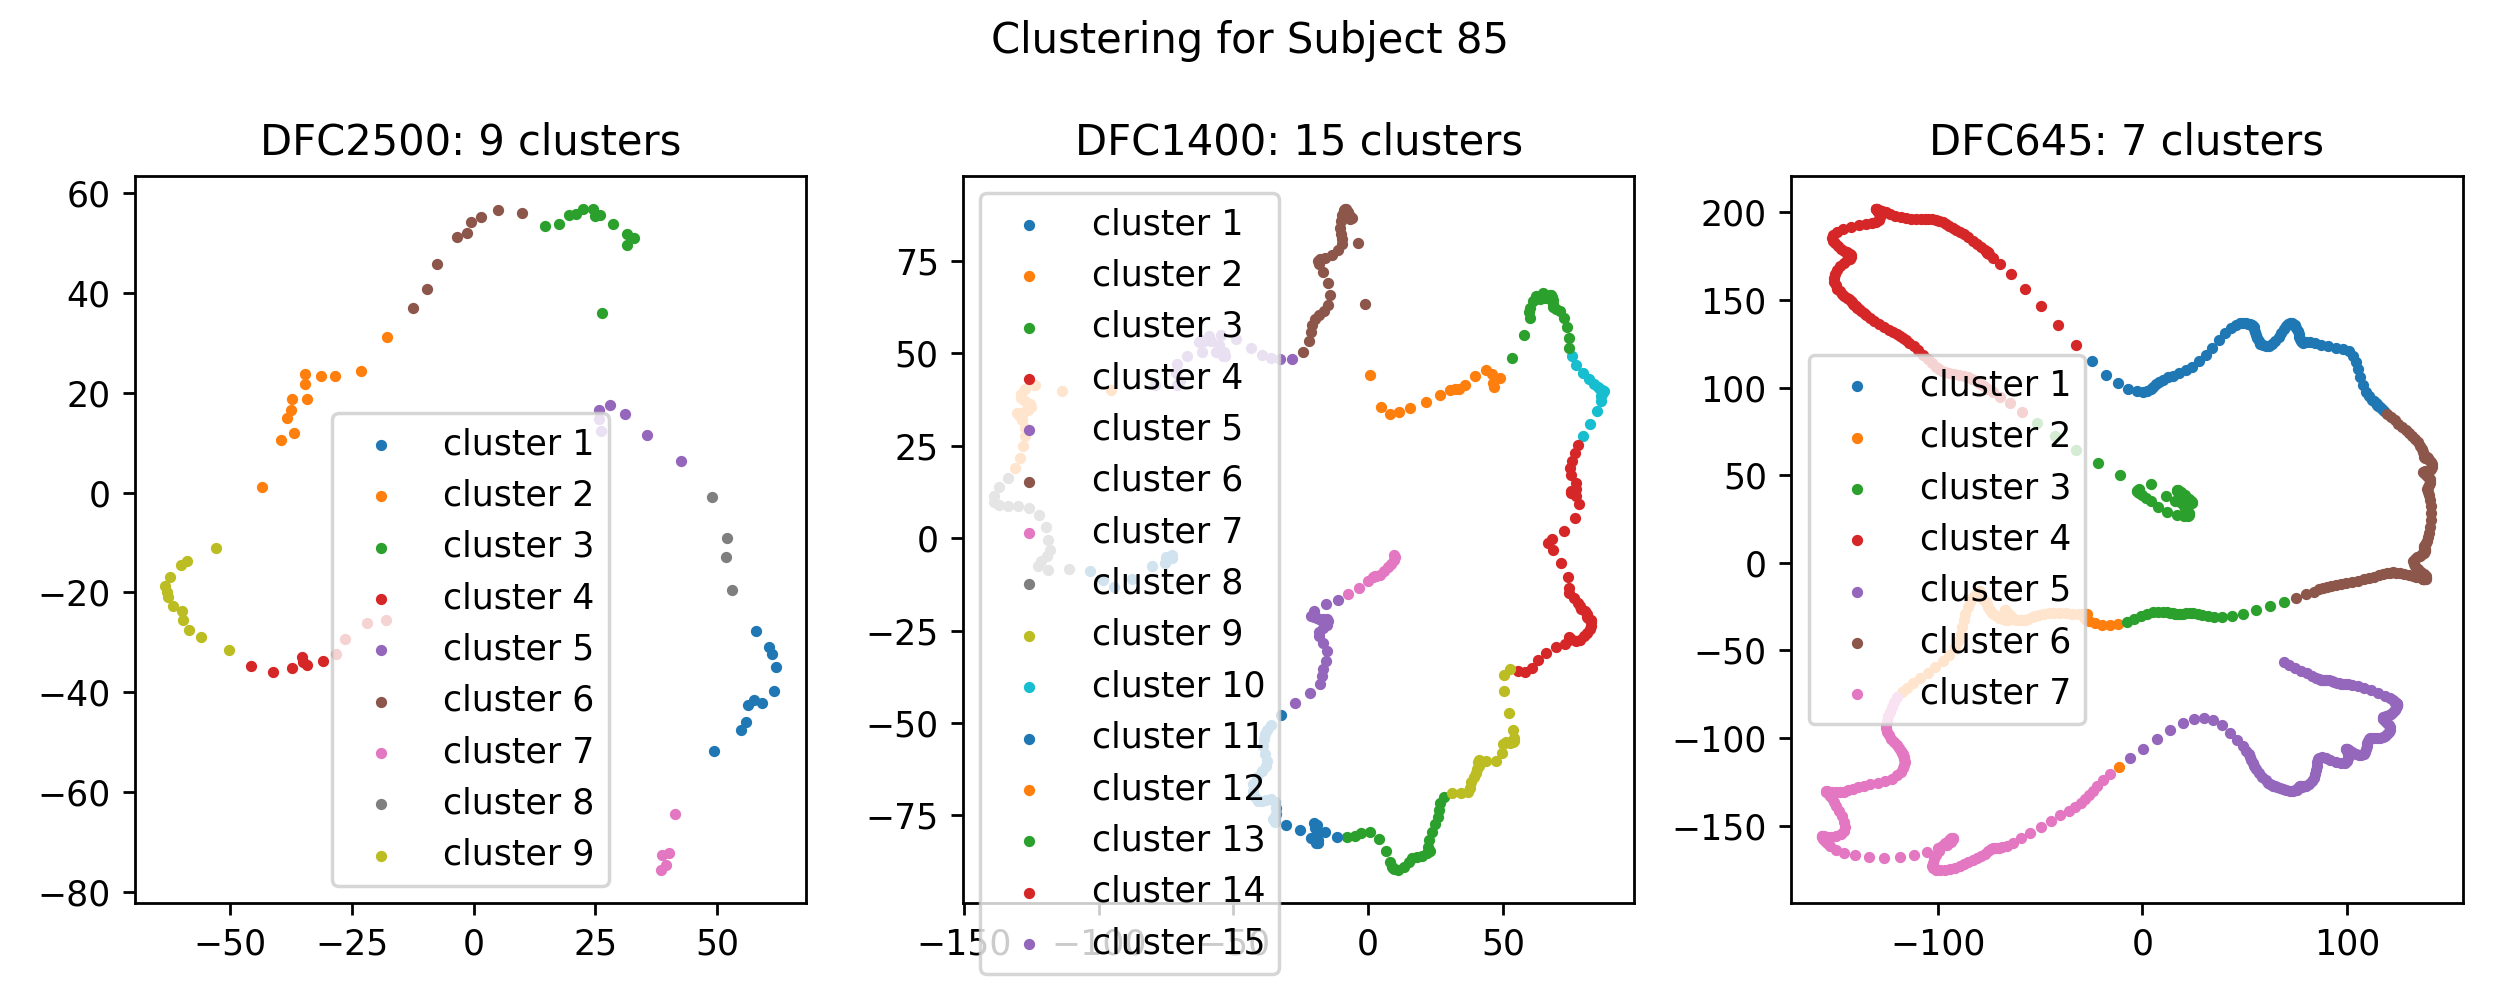 Clustering for Subject 85
DFC2500: 9 clusters
60
40
20
0
−20
−40
−60
−80
−50
−25
0
25
50
cluster 1
cluster 2
cluster 3
cluster 4
cluster 5
cluster 6
cluster 7
cluster 8
cluster 9
DFC1400: 15 clusters
75
50
25
0
−25
−50
−75
−150
−100
−50
0
50
cluster 1
cluster 2
cluster 3
cluster 4
cluster 5
cluster 6
cluster 7
cluster 8
cluster 9
cluster 10
cluster 11
cluster 12
cluster 13
cluster 14
cluster 15
DFC645: 7 clusters
200
150
100
50
0
−50
−100
−150
−100
0
100
cluster 1
cluster 2
cluster 3
cluster 4
cluster 5
cluster 6
cluster 7